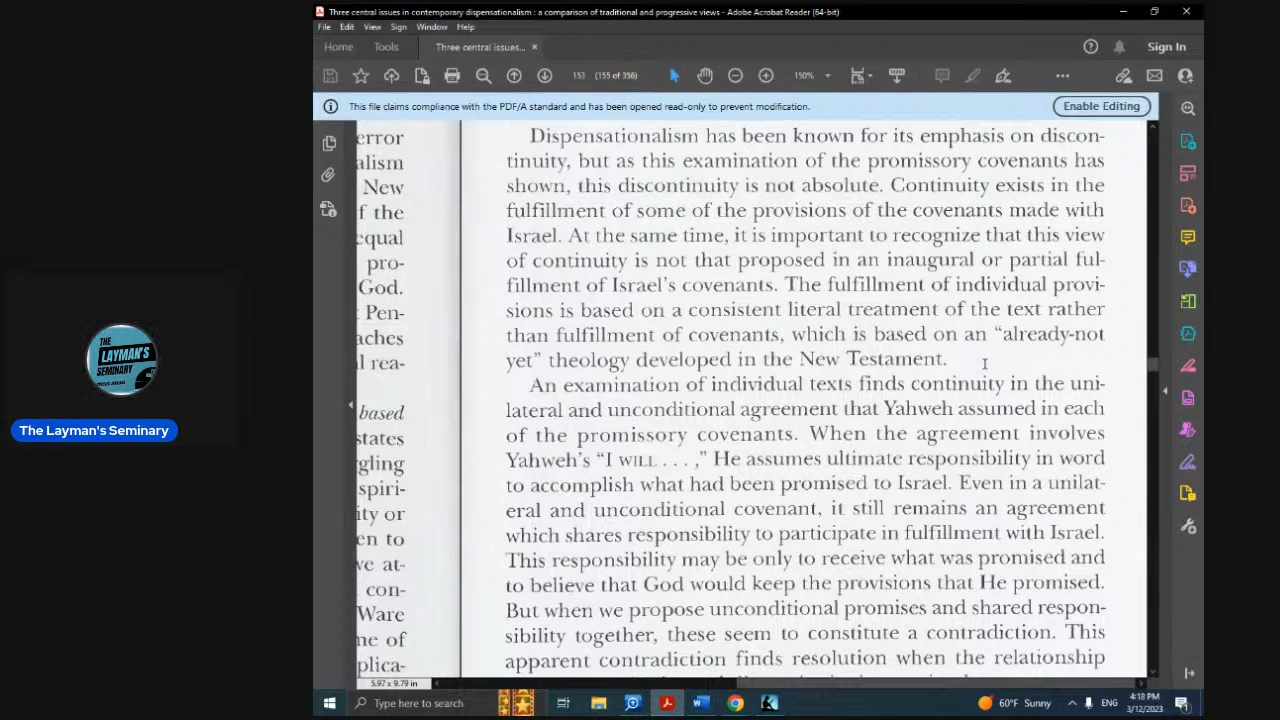 Three central issues in contemporary dispensationalism : a comparison of traditional and progressive views - Adobe Acrobat Reader (64-bit)
File Edit View Sign Window Help
Home Tools Three central issues... × Sign In
153 (155 of 356) 150%
This file claims compliance with the PDF/A standard and has been opened read-only to prevent modification. Enable Editing
error
alism
New
f the
equal
pro-
God.
Pen-
aches
l rea-
based
states
gling
spiri-
ity or
en to
ve at-
con-
Ware
ne of
plica-
Dispensationalism has been known for its emphasis on discon-
tinuity, but as this examination of the promissory covenants has
shown, this discontinuity is not absolute. Continuity exists in the
fulfillment of some of the provisions of the covenants made with
Israel. At the same time, it is important to recognize that this view
of continuity is not that proposed in an inaugural or partial ful-
fillment of Israel's covenants. The fulfillment of individual provi-
sions is based on a consistent literal treatment of the text rather
than fulfillment of covenants, which is based on an “already-not
yet” theology developed in the New Testament.
An examination of individual texts finds continuity in the uni-
lateral and unconditional agreement that Yahweh assumed in each
of the promissory covenants. When the agreement involves
Yahweh's “I WILL . . . ,” He assumes ultimate responsibility in word
to accomplish what had been promised to Israel. Even in a unilat-
eral and unconditional covenant, it still remains an agreement
which shares responsibility to participate in fulfillment with Israel.
This responsibility may be only to receive what was promised and
to believe that God would keep the provisions that He promised.
But when we propose unconditional promises and shared respon-
sibility together, these seem to constitute a contradiction. This
apparent contradiction finds resolution when the relationship
5.97 x 9.79 in
THE
LAYMAN'S
SEMINARY
The Layman's Seminary
Type here to search
60°F Sunny
ENG
4:18 PM
3/12/2023